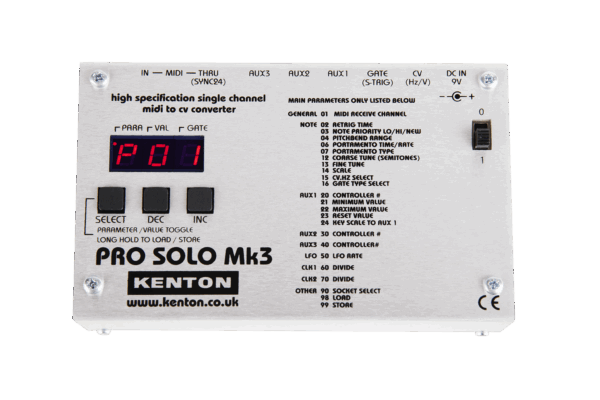 IN — MIDI — THRU AUX3 AUX2 AUX1 GATE CV DC IN
(SYNC24) (S-TRIG) (Hz/V) 9V
high specification single channel
midi to cv converter
PARA VAL GATE
P01
SELECT DEC INC
PARAMETER /VALUE TOGGLE
LONG HOLD TO LOAD / STORE
PRO SOLO Mk3
KENTON
www.kenton.co.uk
MAIN PARAMETERS ONLY LISTED BELOW
GENERAL 01 MIDI RECEIVE CHANNEL
NOTE 02 RETRIG TIME
03 NOTE PRIORITY LO/HI/NEW
04 PITCHBEND RANGE
06 PORTAMENTO TIME/RATE
07 PORTAMENTO TYPE
12 COARSE TUNE (SEMITONES)
13 FINE TUNE
14 SCALE
15 CV.HZ SELECT
16 GATE TYPE SELECT
AUX1 20 CONTROLLER #
21 MINIMUM VALUE
22 MAXIMUM VALUE
23 RESET VALUE
24 KEY SCALE TO AUX 1
AUX2 30 CONTROLLER #
AUX3 40 CONTROLLER#
LFO 50 LFO RATE
CLK1 60 DIVIDE
CLK2 70 DIVIDE
OTHER 90 SOCKET SELECT
98 LOAD
99 STORE
- +
0
1
CE